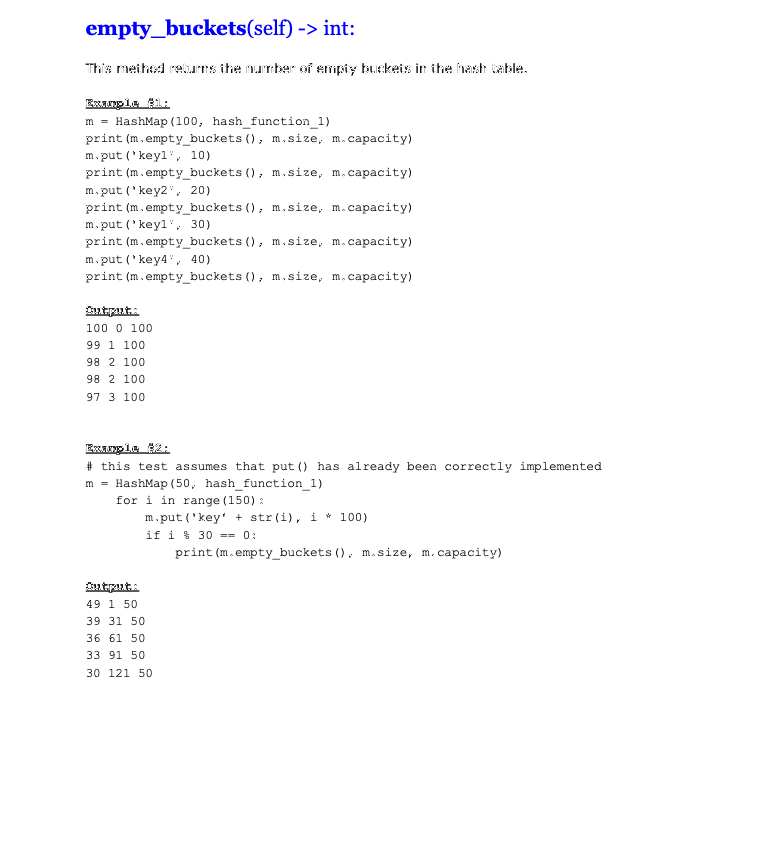 empty_buckets(self) -> int:
This method returns the number of empty buckets in the hash table.
Example #1:
m = HashMap(100, hash_function_1)
print(m.empty_buckets(), m.size, m.capacity)
m.put('key1', 10)
print(m.empty_buckets(), m.size, m.capacity)
m.put('key2', 20)
print(m.empty_buckets(), m.size, m.capacity)
m.put('key1', 30)
print(m.empty_buckets(), m.size, m.capacity)
m.put('key4', 40)
print(m.empty_buckets(), m.size, m.capacity)
Output:
100 0 100
99 1 100
98 2 100
98 2 100
97 3 100
Example #2:
# this test assumes that put() has already been correctly implemented
m = HashMap(50, hash_function_1)
for i in range(150):
m.put('key' + str(i), i * 100)
if i % 30 == 0:
print(m.empty_buckets(), m.size, m.capacity)
Output:
49 1 50
39 31 50
36 61 50
33 91 50
30 121 50